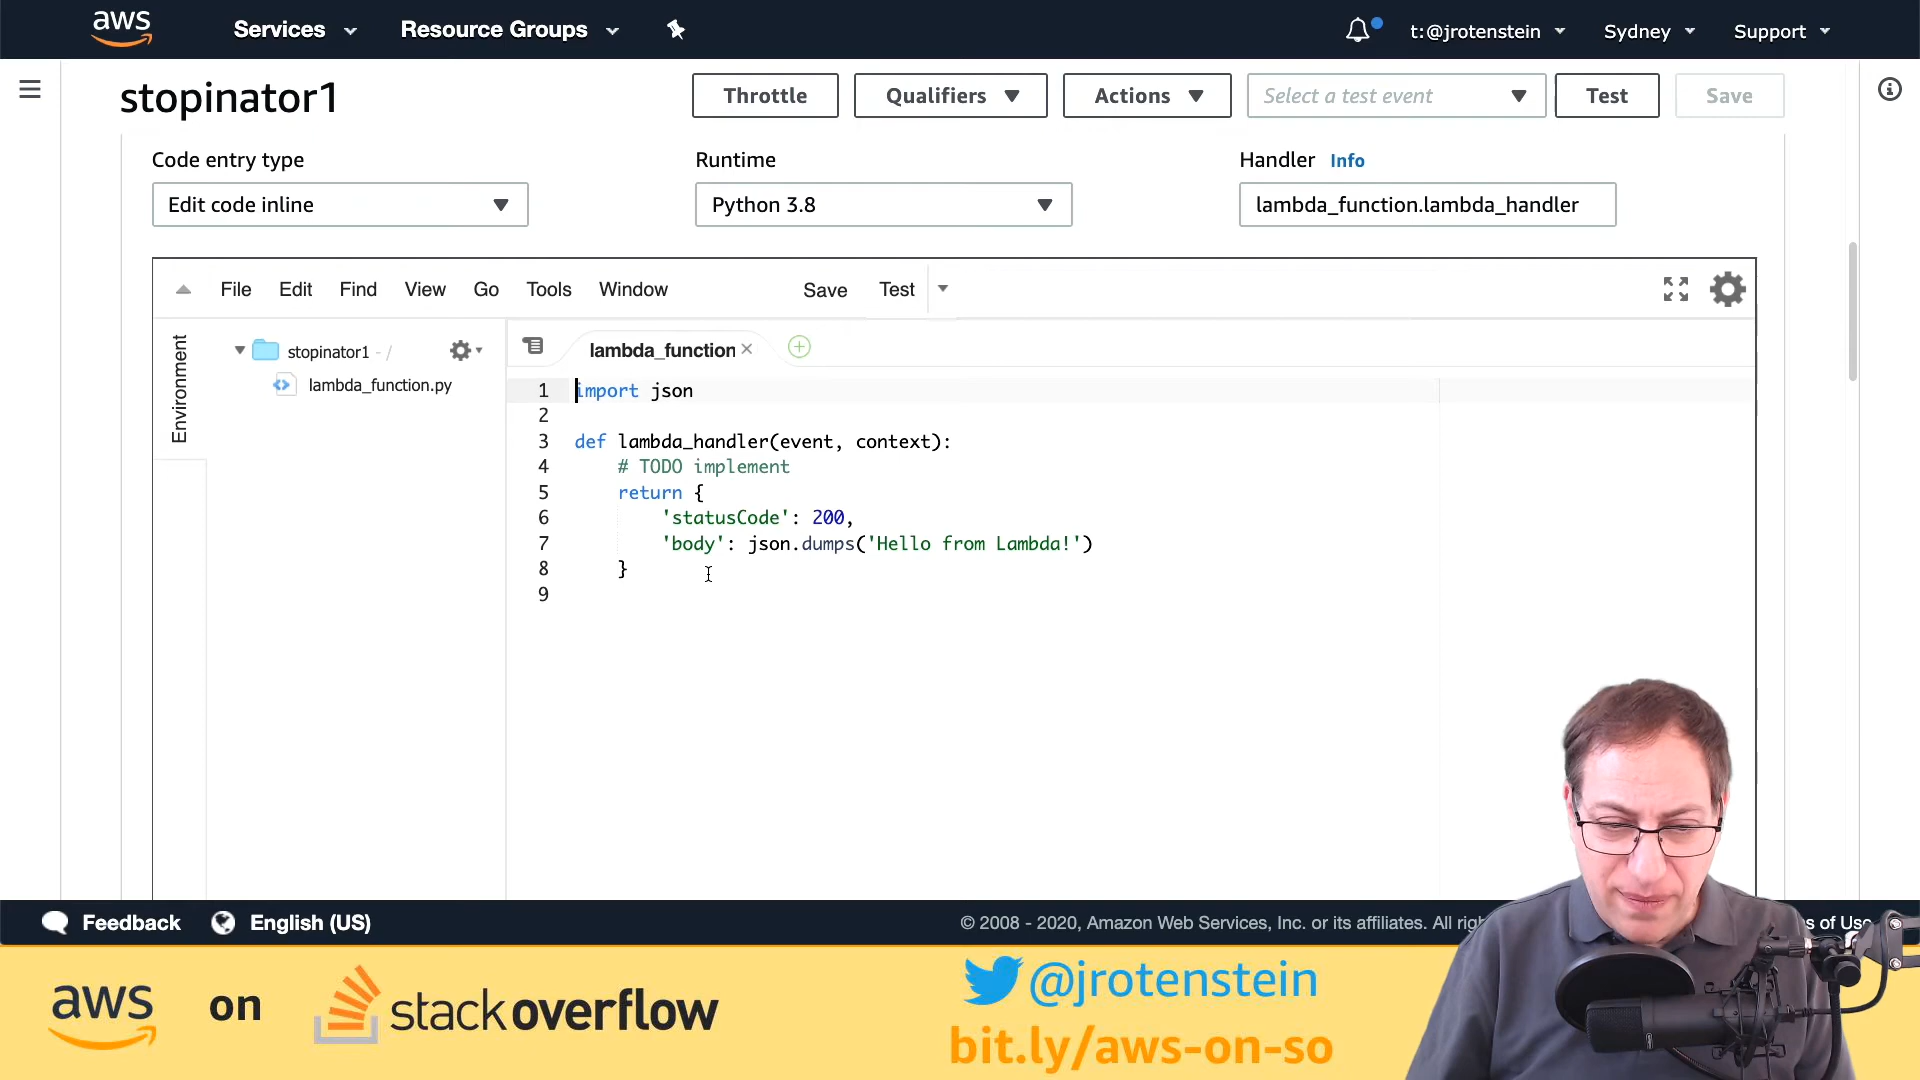 aws Services Resource Groups t:@jrotenstein Sydney Support
stopinator1 Throttle Qualifiers Actions Select a test event Test Save
Code entry type Runtime Handler Info
Edit code inline Python 3.8 lambda_function.lambda_handler
File Edit Find View Go Tools Window Save Test
Environment
stopinator1 - /
lambda_function.py
lambda_function
1 import json
2
3 def lambda_handler(event, context):
4 # TODO implement
5 return {
6 'statusCode': 200,
7 'body': json.dumps('Hello from Lambda!')
8 }
9
Feedback English (US) © 2008 - 2020, Amazon Web Services, Inc. or its affiliates. All of Use
aws on stackoverflow
@jrotenstein
bit.ly/aws-on-so